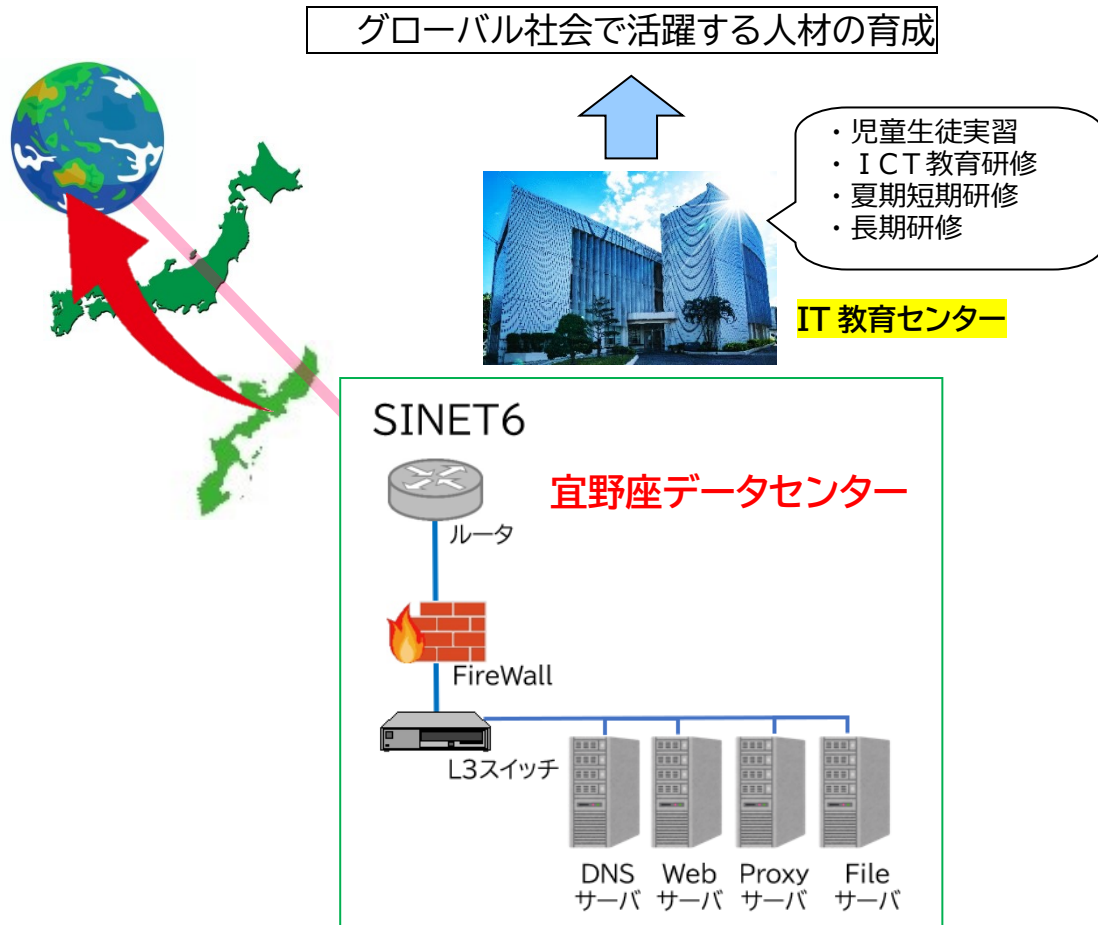 グローバル社会で活躍する人材の育成
・児童生徒実習
・ＩＣＴ教育研修
・夏期短期研修
・長期研修
IT 教育センター
SINET6
宜野座データセンター
ルータ
FireWall
L3スイッチ
DNS サーバ
Web サーバ
Proxy サーバ
File サーバ